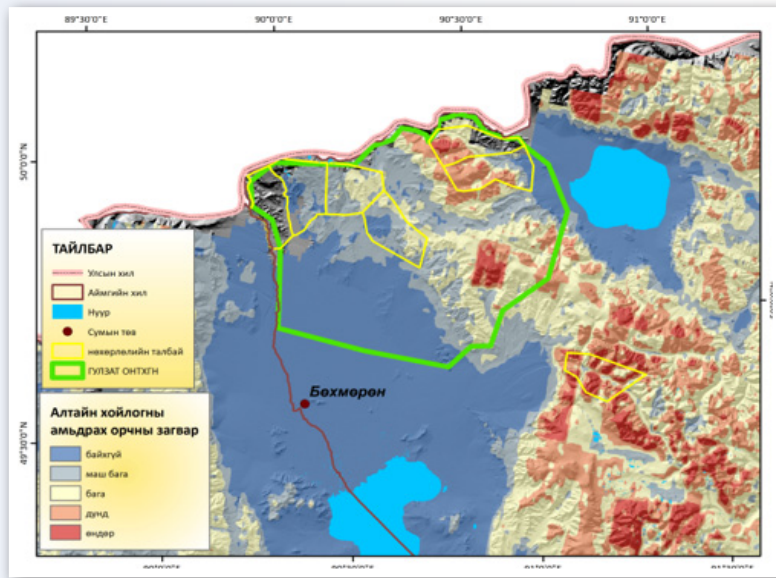 89°30'0"E
90°0'0"E
90°30'0"E
91°0'0"E
50°0'0"N
49°30'0"N
ТАЙЛБАР
Улсын хил
Аймгийн хил
Нуур
Сумын төв
нөхөрлөлийн талбай
ГУЛЗАТ ОНТХГН
Алтайн хойлогны
амьдрах орчны загвар
байхгүй
маш бага
бага
дунд
өндөр
Бөхмөрөн